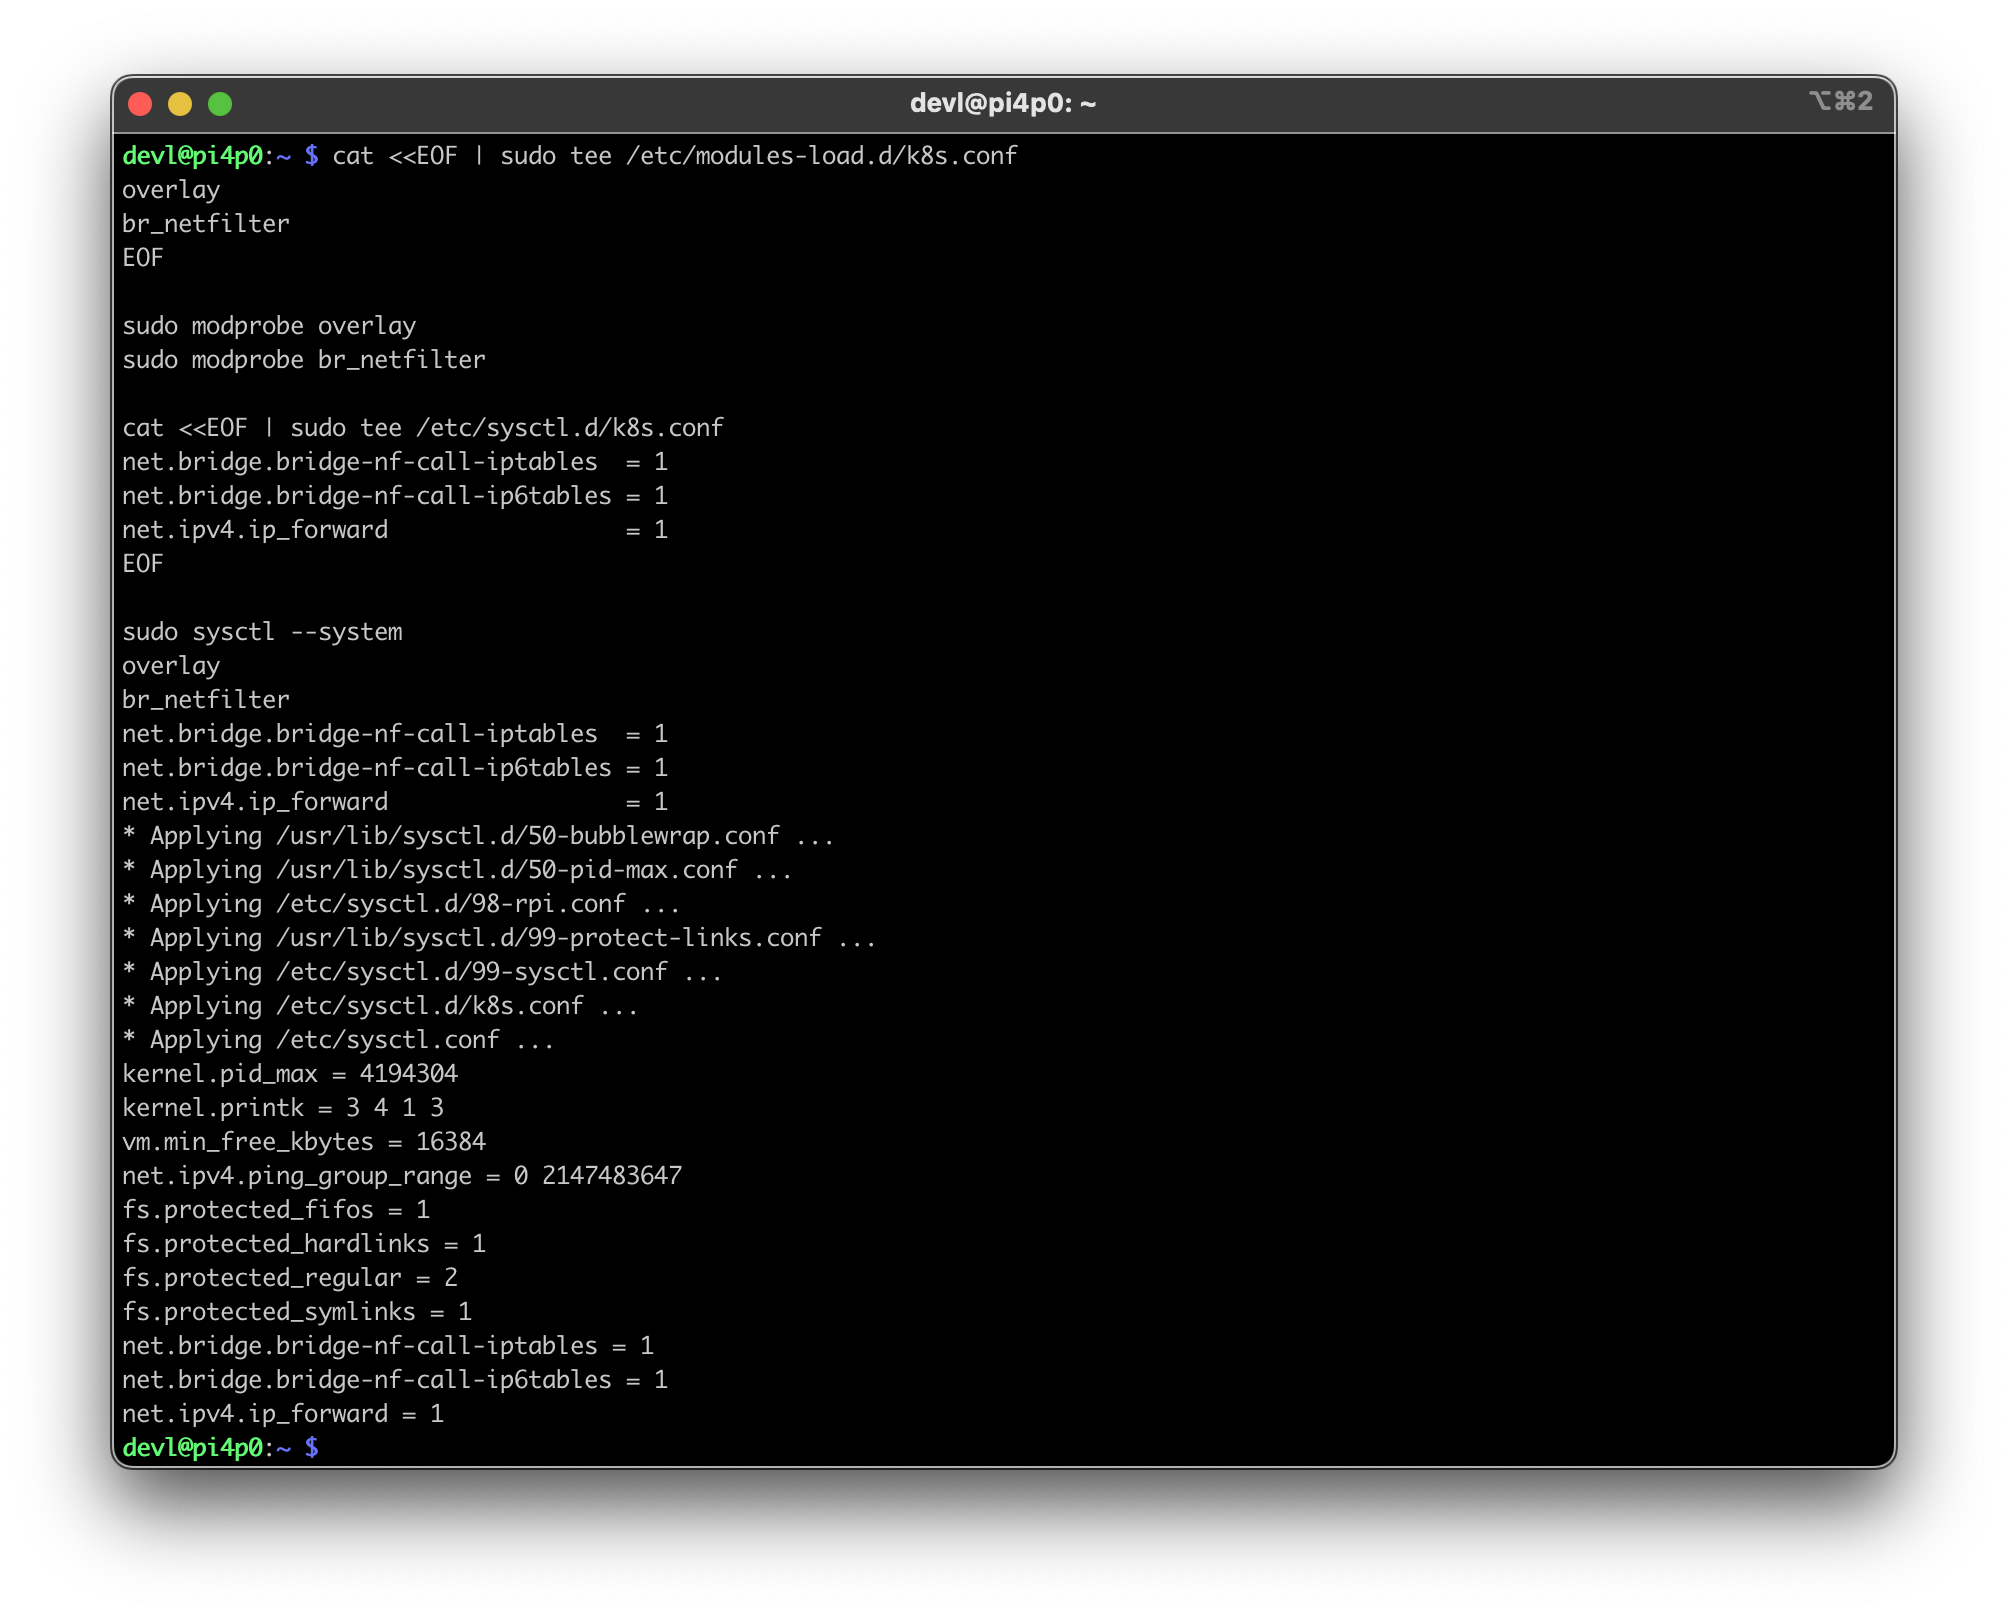 devl@pi4p0: ~
⌥⌘2
devl@pi4p0:~ $ cat <<EOF | sudo tee /etc/modules-load.d/k8s.conf
overlay
br_netfilter
EOF

sudo modprobe overlay
sudo modprobe br_netfilter

cat <<EOF | sudo tee /etc/sysctl.d/k8s.conf
net.bridge.bridge-nf-call-iptables  = 1
net.bridge.bridge-nf-call-ip6tables = 1
net.ipv4.ip_forward                 = 1
EOF

sudo sysctl --system
overlay
br_netfilter
net.bridge.bridge-nf-call-iptables  = 1
net.bridge.bridge-nf-call-ip6tables = 1
net.ipv4.ip_forward                 = 1
* Applying /usr/lib/sysctl.d/50-bubblewrap.conf ...
* Applying /usr/lib/sysctl.d/50-pid-max.conf ...
* Applying /etc/sysctl.d/98-rpi.conf ...
* Applying /usr/lib/sysctl.d/99-protect-links.conf ...
* Applying /etc/sysctl.d/99-sysctl.conf ...
* Applying /etc/sysctl.d/k8s.conf ...
* Applying /etc/sysctl.conf ...
kernel.pid_max = 4194304
kernel.printk = 3 4 1 3
vm.min_free_kbytes = 16384
net.ipv4.ping_group_range = 0 2147483647
fs.protected_fifos = 1
fs.protected_hardlinks = 1
fs.protected_regular = 2
fs.protected_symlinks = 1
net.bridge.bridge-nf-call-iptables = 1
net.bridge.bridge-nf-call-ip6tables = 1
net.ipv4.ip_forward = 1
devl@pi4p0:~ $